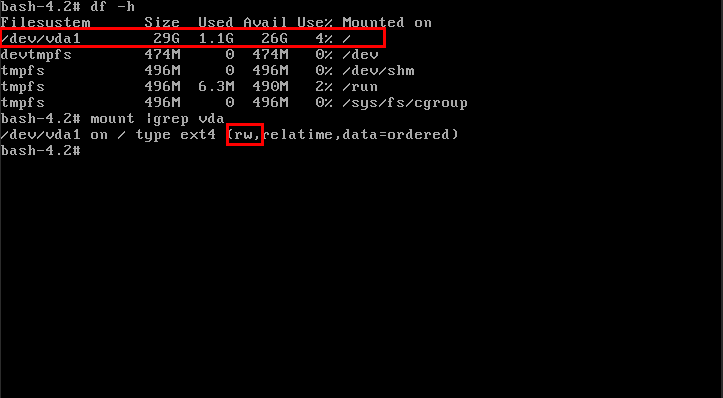 bash-4.2# df -h
Filesystem      Size  Used Avail Use% Mounted on
/dev/vda1        29G  1.1G   26G   4% /
devtmpfs        474M     0  474M   0% /dev
tmpfs           496M     0  496M   0% /dev/shm
tmpfs           496M  6.3M  490M   2% /run
tmpfs           496M     0  496M   0% /sys/fs/cgroup
bash-4.2# mount |grep vda
/dev/vda1 on / type ext4 (rw,relatime,data=ordered)
bash-4.2#